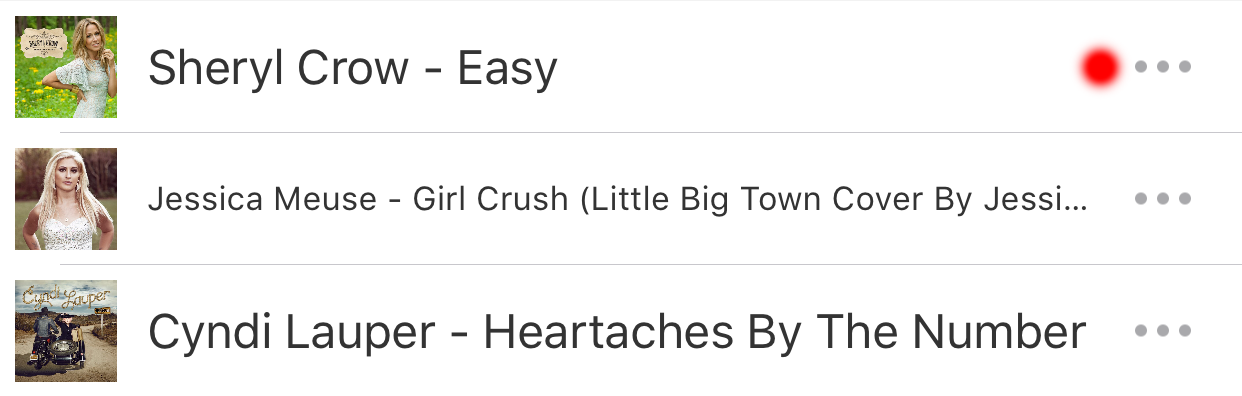 Sheryl Crow - Easy
Jessica Meuse - Girl Crush (Little Big Town Cover By Jessi...
Cyndi Lauper
Cyndi Lauper - Heartaches By The Number